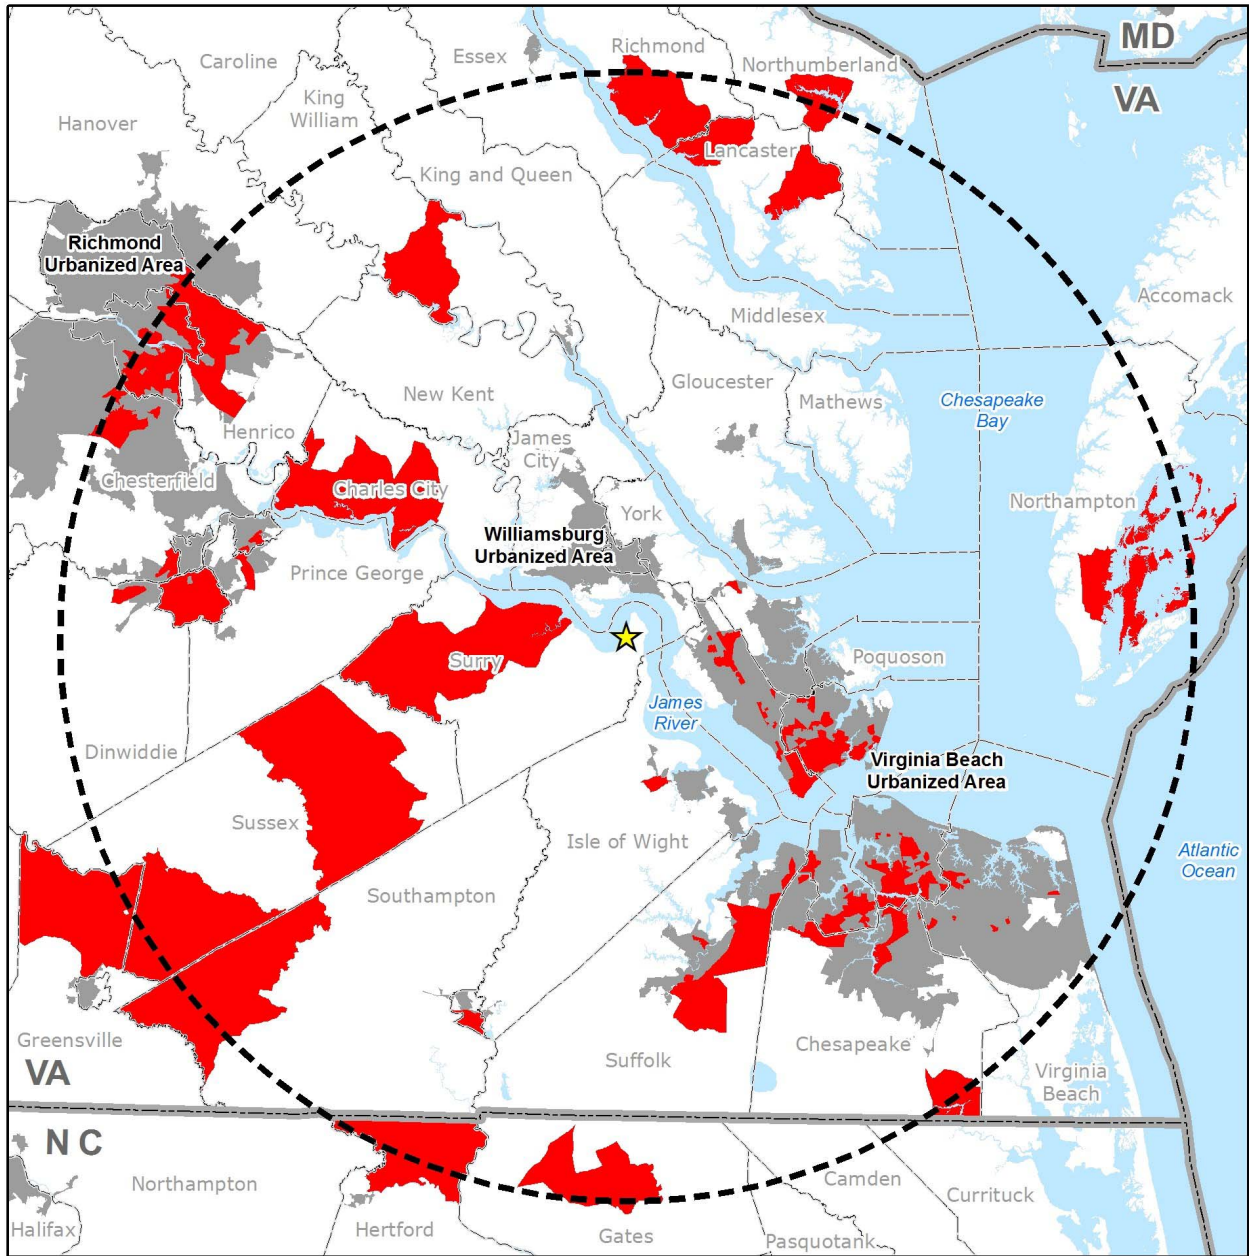 MD
Richmond
Essex
Northumberland
Caroline
VA
King
William
Hanover
Lancaster
King and Queen
Richmond
Urbanized Area
Accomack
Middlesex
Gloucester
New Kent
Mathews
Chesapeake
Bay
Henrico
James
City
Chesterfield
Charles City
Northampton
York
Williamsburg
Urbanized Area
Prince George
Surry
Poquoson
James
River
Dinwiddie
Virginia Beach
Urbanized Area
Sussex
Isle of Wight
Atlantic
Ocean
Southampton
Greensville
Chesapeake
Suffolk
VA
Virginia
Beach
N C
Northampton
Camden
Currituck
Halifax
Hertford
Gates
Pasquotank